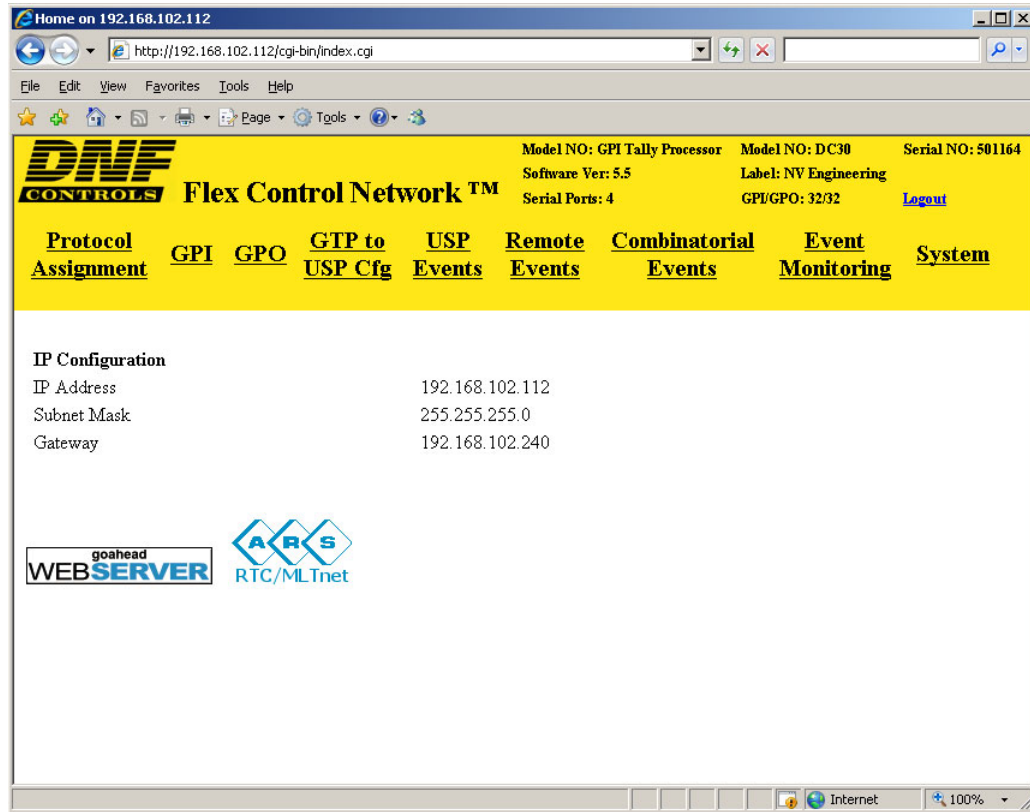 Home on 192.168.102.112
http://192.168.102.112/cgi-bin/index.cgi
File Edit View Favorites Tools Help
Page Tools
DNF CONTROLS
Flex Control Network ™
Model NO: GPI Tally Processor Model NO: DC30 Serial NO: 501164
Software Ver: 5.5 Label: NV Engineering
Serial Ports: 4 GPI/GPO: 32/32 Logout
Protocol Assignment GPI GPO GTP to USP Cfg USP Events Remote Events Combinatorial Events Event Monitoring System
IP Configuration
IP Address 192.168.102.112
Subnet Mask 255.255.255.0
Gateway 192.168.102.240
goahead
WEBSERVER
ARS
RTC/MLTnet
Internet 100%